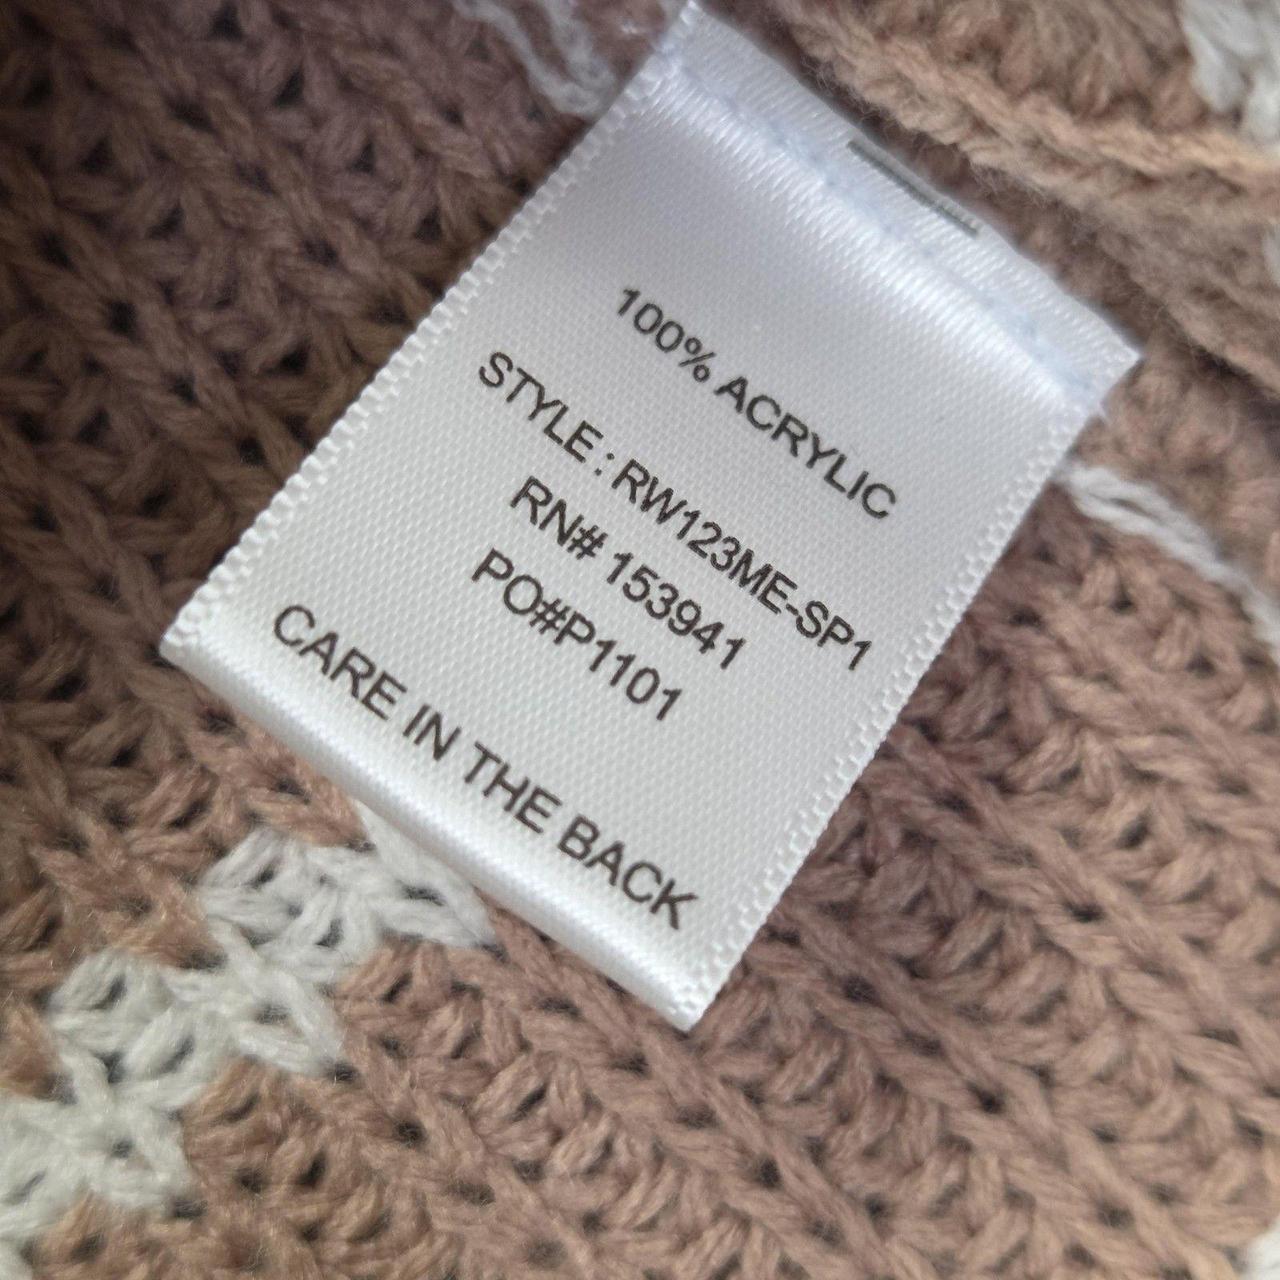 100% ACRYLIC
STYLE : RW123ME-SP1
RN# 153941
PO#P1101
CARE IN THE BACK